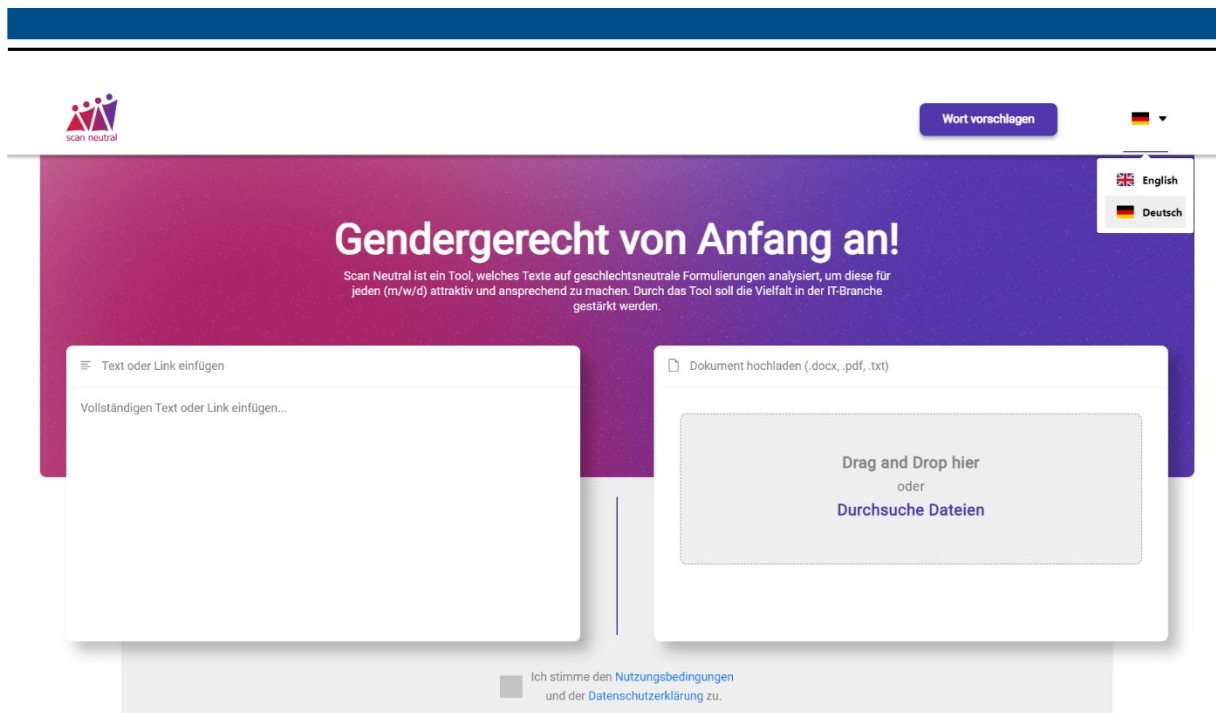 scan neutral
Wort vorschlagen
English
Deutsch
Gendergerecht von Anfang an!
Scan Neutral ist ein Tool, welches Texte auf geschlechtsneutrale Formulierungen analysiert, um diese für
jeden (m/w/d) attraktiv und ansprechend zu machen. Durch das Tool soll die Vielfalt in der IT-Branche
gestärkt werden.
Text oder Link einfügen
Vollständigen Text oder Link einfügen...
Dokument hochladen (.docx, .pdf, .txt)
Drag and Drop hier
oder
Durchsuche Dateien
Ich stimme den Nutzungsbedingungen
und der Datenschutzerklärung zu.